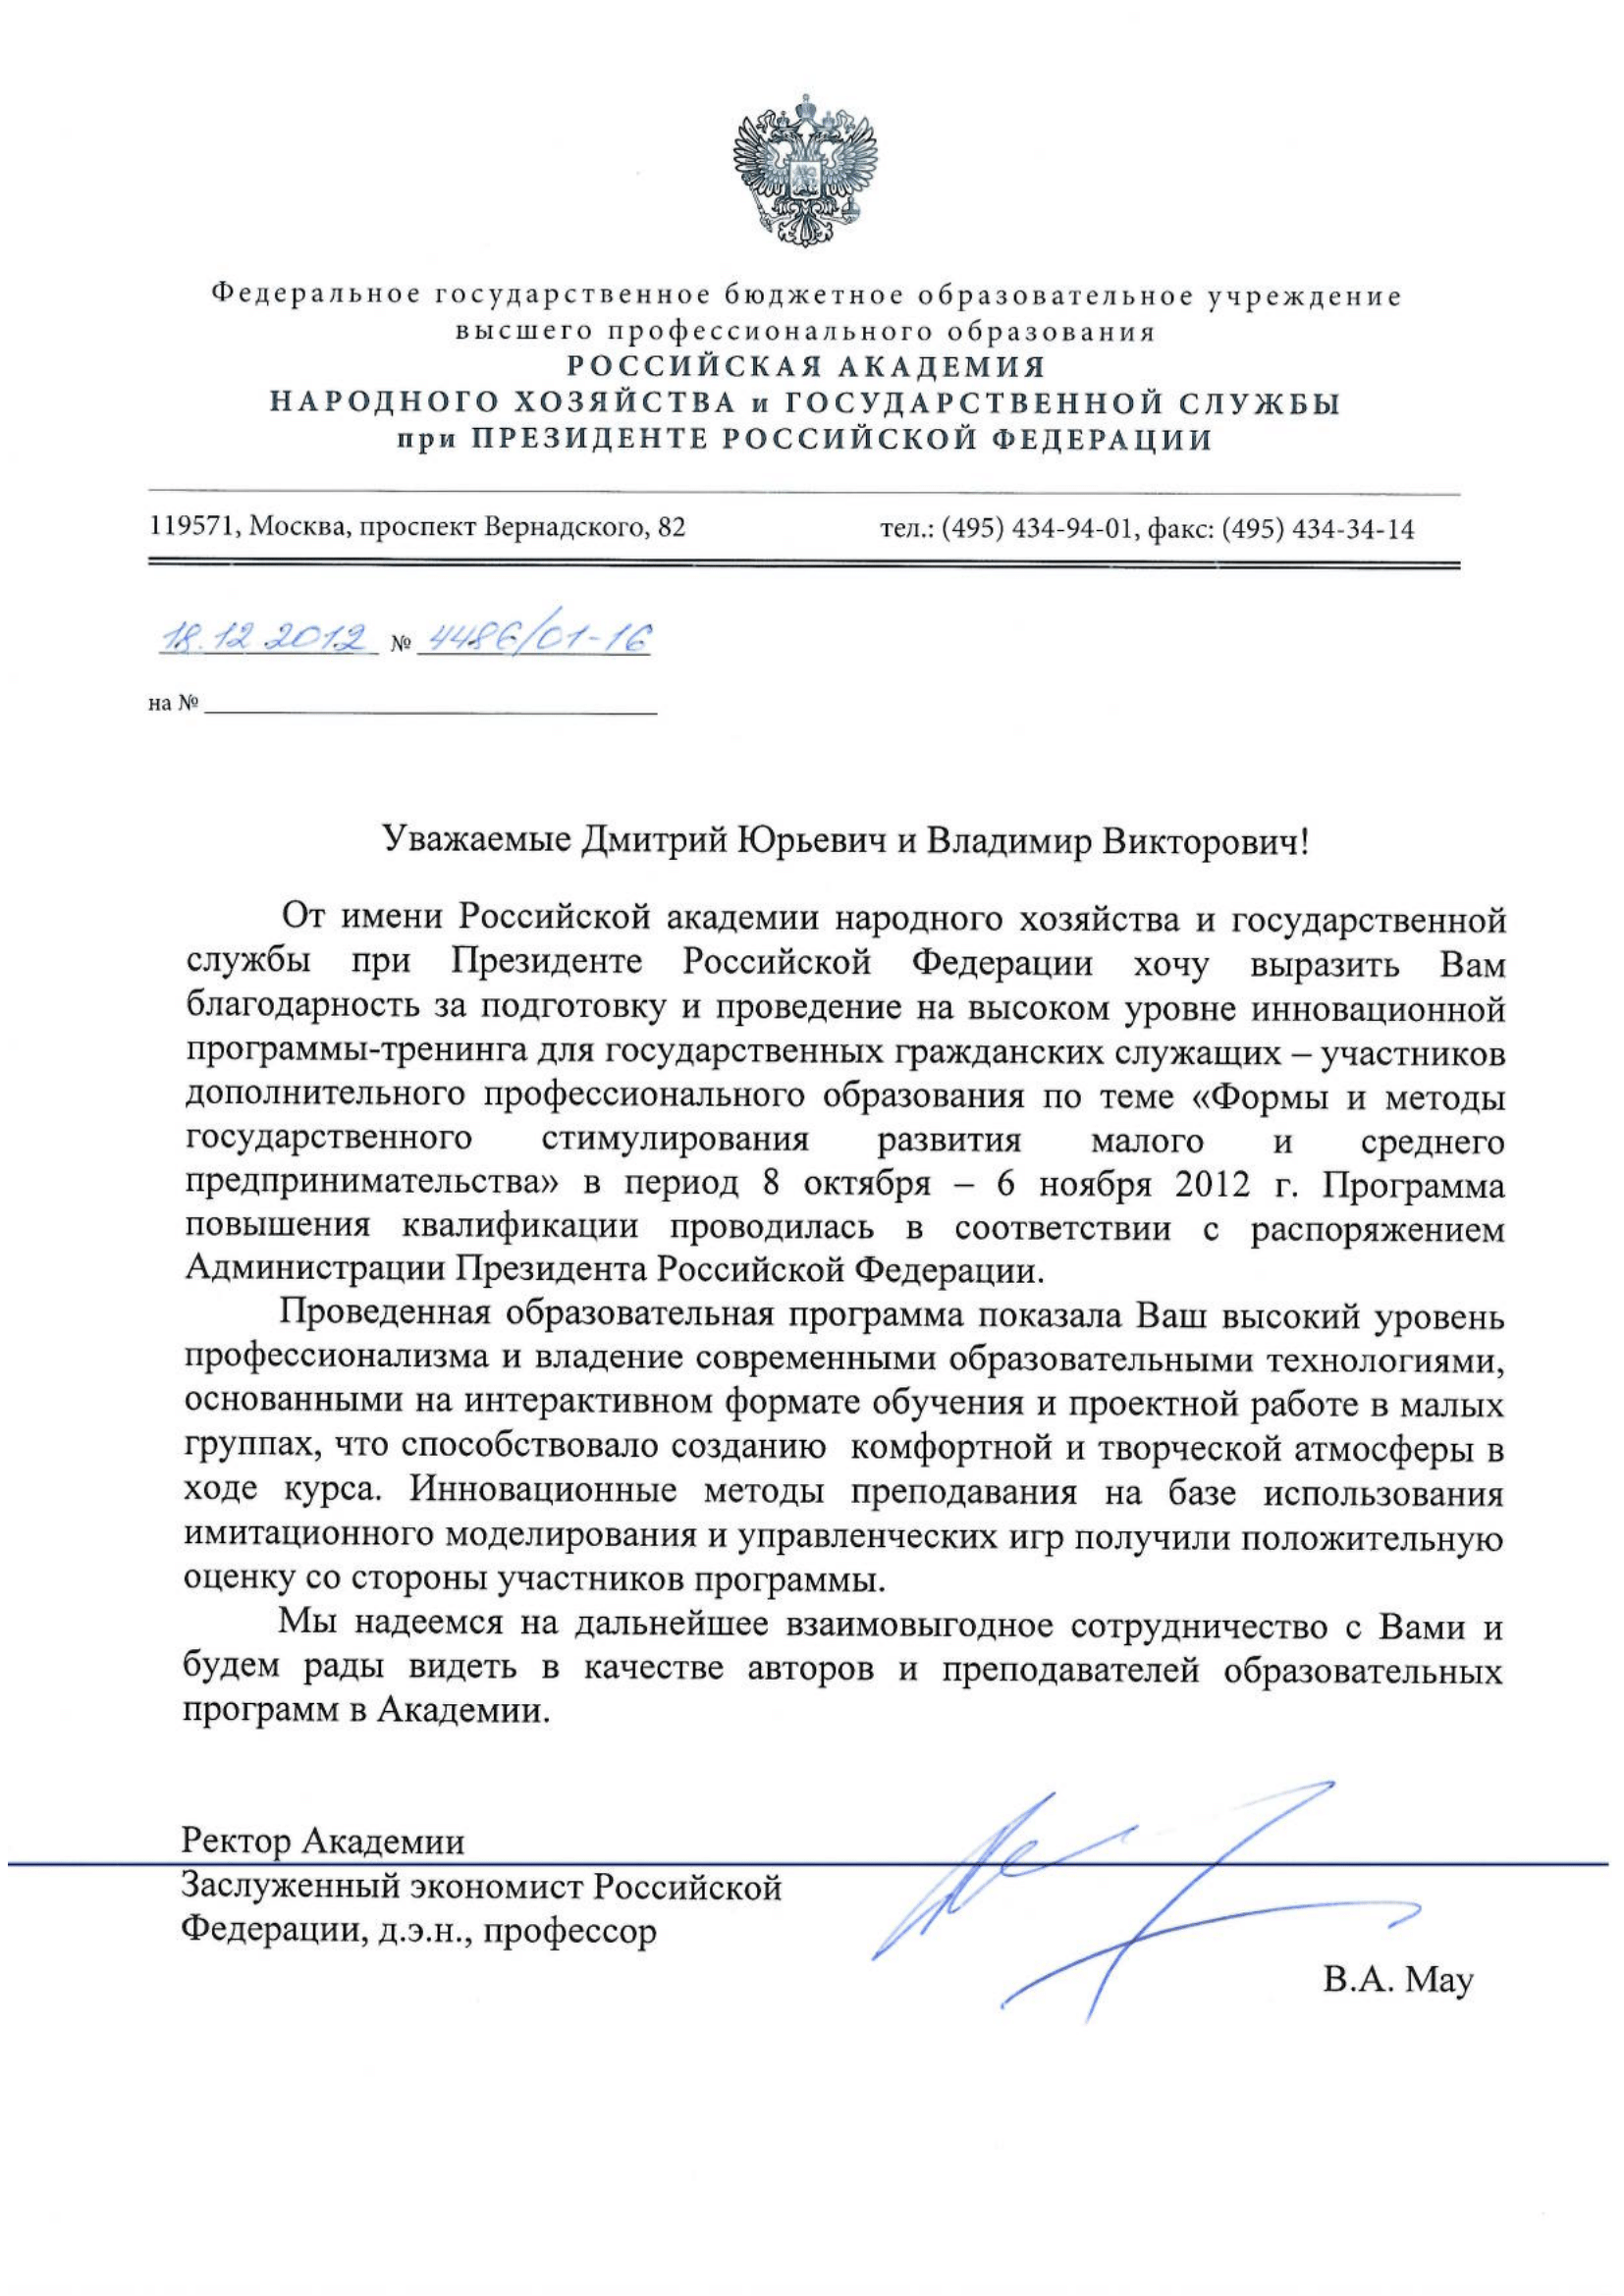 Федеральное государственное бюджетное образовательное учреждение
высшего профессионального образования
РОССИЙСКАЯ АКАДЕМИЯ
НАРОДНОГО ХОЗЯЙСТВА и ГОСУДАРСТВЕННОЙ СЛУЖБЫ
при ПРЕЗИДЕНТЕ РОССИЙСКОЙ ФЕДЕРАЦИИ
119571, Москва, проспект Вернадского, 82 тел.: (495) 434-94-01, факс: (495) 434-34-14
18.12.2012 № 4486/01-16
на №
Уважаемые Дмитрий Юрьевич и Владимир Викторович!
От имени Российской академии народного хозяйства и государственной
службы при Президенте Российской Федерации хочу выразить Вам
благодарность за подготовку и проведение на высоком уровне инновационной
программы-тренинга для государственных гражданских служащих – участников
дополнительного профессионального образования по теме «Формы и методы
государственного стимулирования развития малого и среднего
предпринимательства» в период 8 октября – 6 ноября 2012 г. Программа
повышения квалификации проводилась в соответствии с распоряжением
Администрации Президента Российской Федерации.
Проведенная образовательная программа показала Ваш высокий уровень
профессионализма и владение современными образовательными технологиями,
основанными на интерактивном формате обучения и проектной работе в малых
группах, что способствовало созданию комфортной и творческой атмосферы в
ходе курса. Инновационные методы преподавания на базе использования
имитационного моделирования и управленческих игр получили положительную
оценку со стороны участников программы.
Мы надеемся на дальнейшее взаимовыгодное сотрудничество с Вами и
будем рады видеть в качестве авторов и преподавателей образовательных
программ в Академии.
Ректор Академии
Заслуженный экономист Российской
Федерации, д.э.н., профессор
В.А. Мау